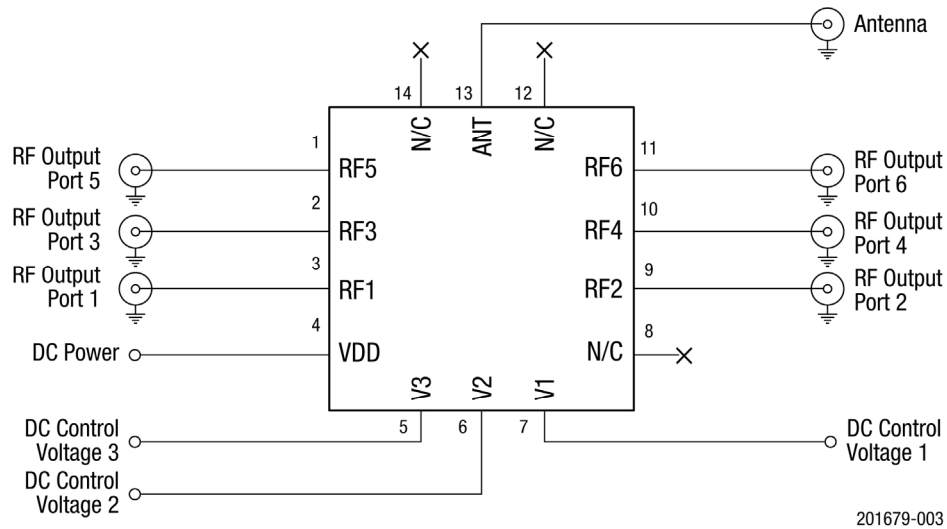 Antenna
14
13
12
N/C
ANT
N/C
RF Output
Port 5
1
RF5
RF6
11
RF Output
Port 6
RF Output
Port 3
2
RF3
RF4
10
RF Output
Port 4
RF Output
Port 1
3
RF1
RF2
9
RF Output
Port 2
DC Power
4
VDD
N/C
8
V3
V2
V1
5
6
7
DC Control
Voltage 3
DC Control
Voltage 1
DC Control
Voltage 2
201679-003